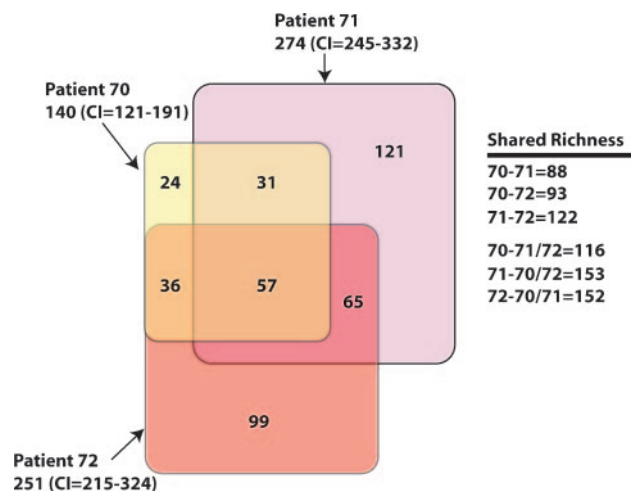 Patient 71
274 (CI=245-332)
Patient 70
140 (CI=121-191)
121
24
31
36
57
65
99
Patient 72
251 (CI=215-324)
Shared Richness
70-71=88
70-72=93
71-72=122
70-71/72=116
71-70/72=153
72-70/71=152